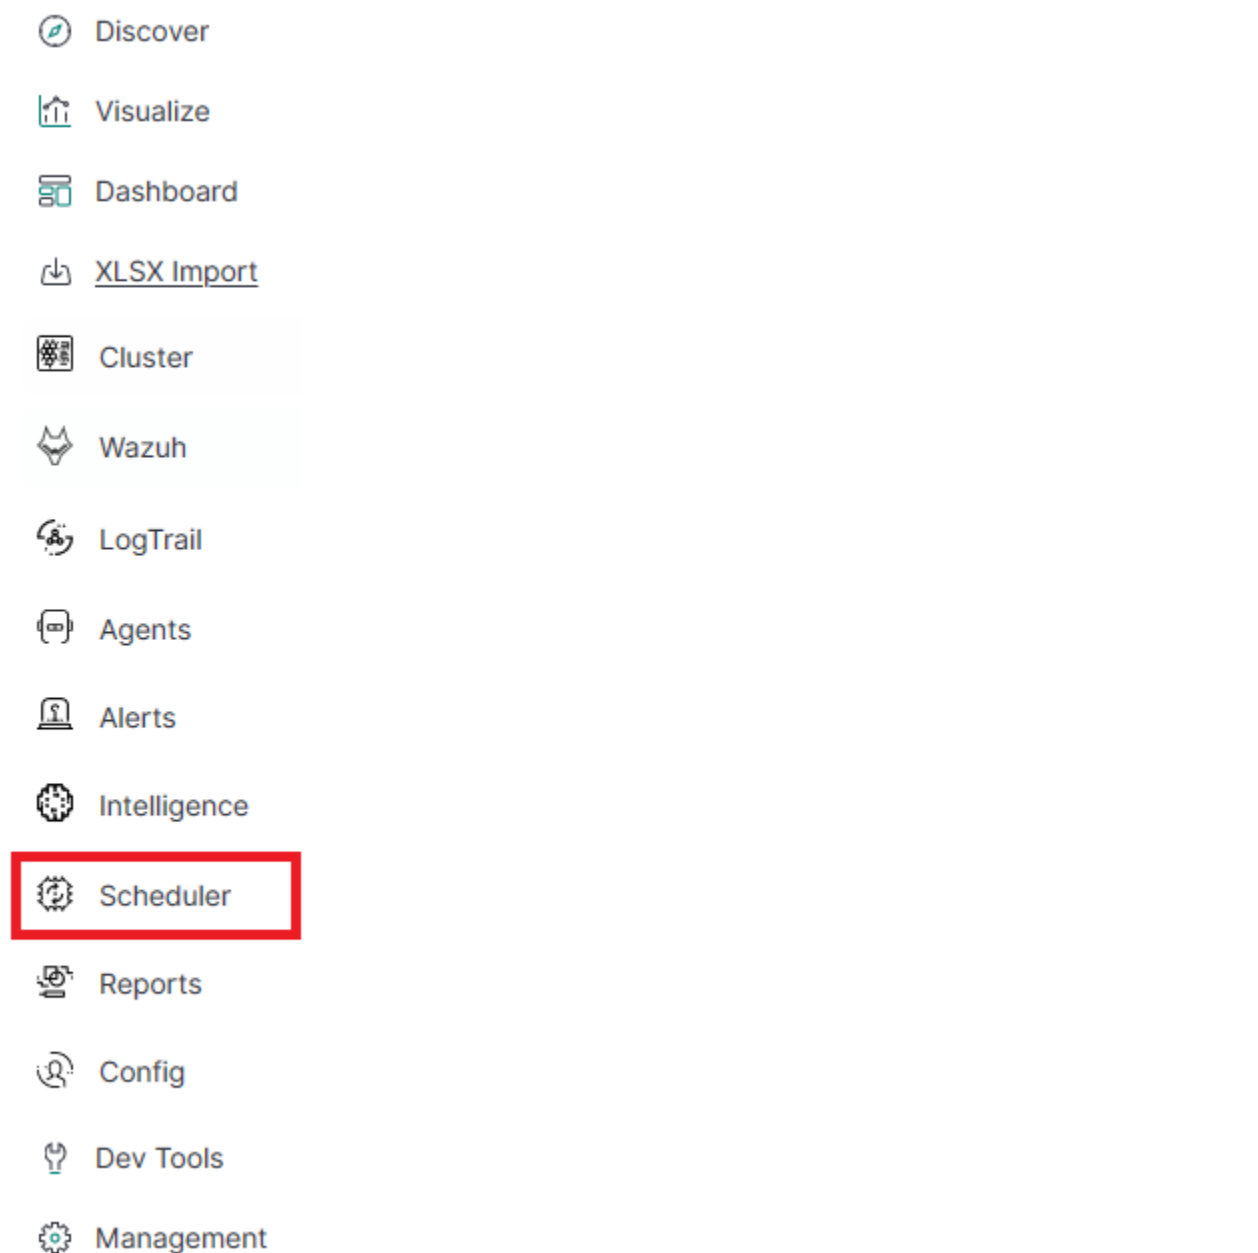 Discover
Visualize
Dashboard
XLSX Import
Cluster
Wazuh
LogTrail
Agents
Alerts
Intelligence
Scheduler
Reports
Config
Dev Tools
Management